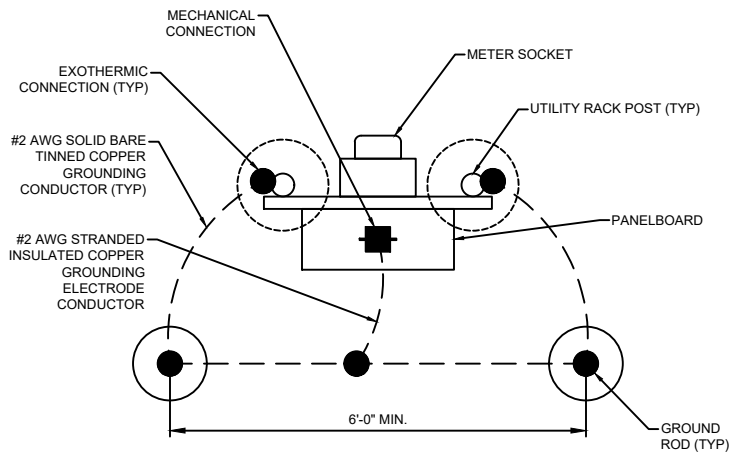 MECHANICAL
CONNECTION
METER SOCKET
EXOTHERMIC
CONNECTION (TYP)
UTILITY RACK POST (TYP)
#2 AWG SOLID BARE
TINNED COPPER
GROUNDING
CONDUCTOR (TYP)
PANELBOARD
#2 AWG STRANDED
INSULATED COPPER
GROUNDING
ELECTRODE
CONDUCTOR
6'-0" MIN.
GROUND
ROD (TYP)